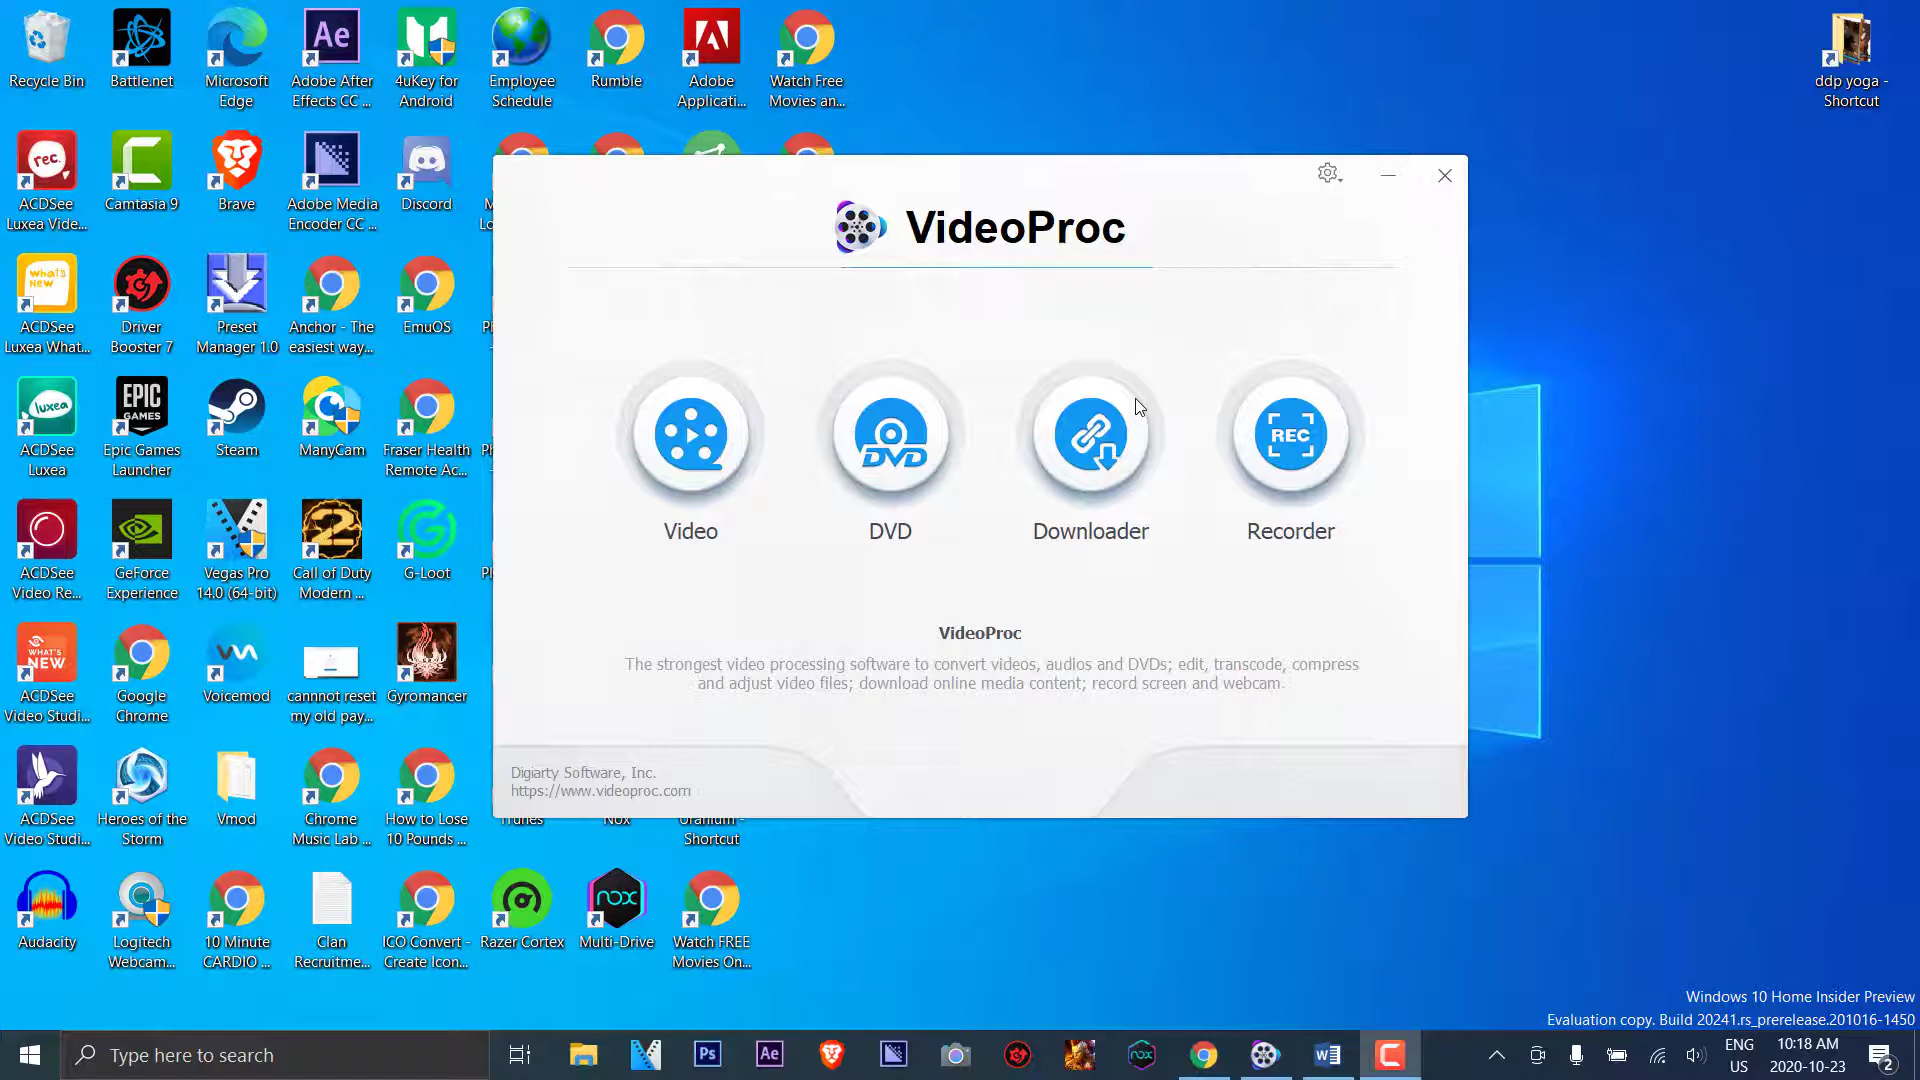 Recycle Bin
Battle.net
Microsoft
Edge
Adobe After
Effects CC ...
4uKey for
Android
Employee
Schedule
Rumble
Adobe
Applicati...
Watch Free
Movies an...
ddp yoga -
Shortcut
ACDSee
Luxea Vide...
Camtasia 9
Brave
Adobe Media
Encoder CC ...
Discord
ACDSee
Luxea What...
Driver
Booster 7
Preset
Manager 1.0
Anchor - The
easiest way...
EmuOS
ACDSee
Luxea
Epic Games
Launcher
Steam
ManyCam
Fraser Health
Remote Ac...
ACDSee
Video Re...
GeForce
Experience
Vegas Pro
14.0 (64-bit)
Call of Duty
Modern ...
G-Loot
ACDSee
Video Studi...
Google
Chrome
Voicemod
cannnot reset
my old pay...
Gyromancer
ACDSee
Video Studi...
Heroes of the
Storm
Vmod
Chrome
Music Lab ...
How to Lose
10 Pounds ...
iTunes
Nox
Uranium -
Shortcut
Audacity
Logitech
Webcam...
10 Minute
CARDIO ...
Clan
Recruitme...
ICO Convert -
Create Icon...
Razer Cortex
Multi-Drive
Watch FREE
Movies On...
VideoProc
DVD
REC
Video
DVD
Downloader
Recorder
VideoProc
The strongest video processing software to convert videos, audios and DVDs; edit, transcode, compress
and adjust video files; download online media content; record screen and webcam.
Digiarty Software, Inc.
https://www.videoproc.com
Windows 10 Home Insider Preview
Evaluation copy. Build 20241.rs_prerelease.201016-1450
Type here to search
ENG
US
10:18 AM
2020-10-23
2